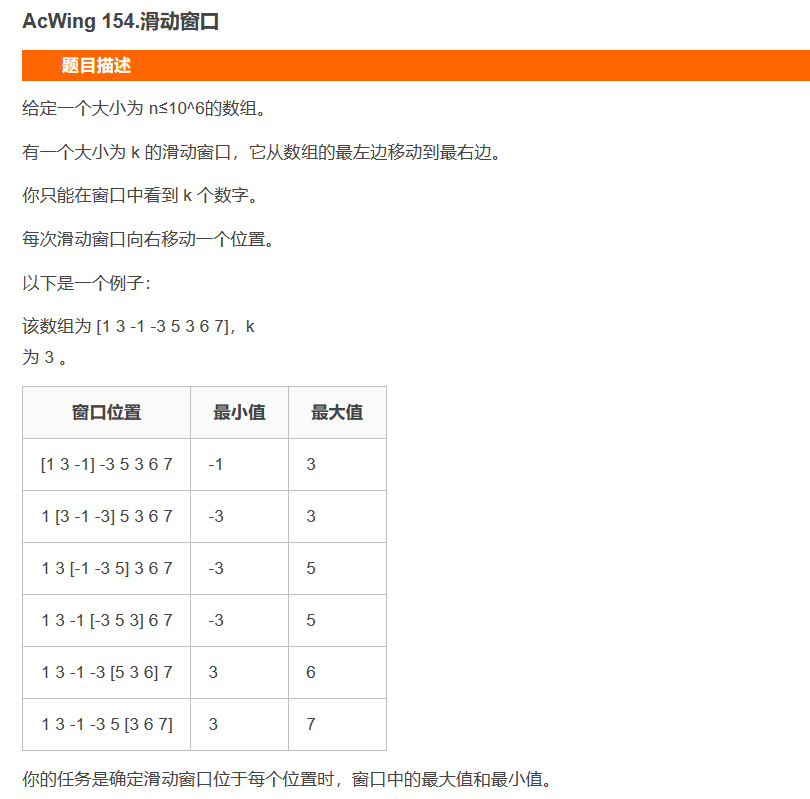 AcWing 154.滑动窗口
题目描述
给定一个大小为 n≤10^6的数组。
有一个大小为 k 的滑动窗口，它从数组的最左边移动到最右边。
你只能在窗口中看到 k 个数字。
每次滑动窗口向右移动一个位置。
以下是一个例子：
该数组为 [1 3 -1 -3 5 3 6 7]，k
为 3 。
窗口位置 最小值 最大值
[1 3 -1] -3 5 3 6 7 -1 3
1 [3 -1 -3] 5 3 6 7 -3 3
1 3 [-1 -3 5] 3 6 7 -3 5
1 3 -1 [-3 5 3] 6 7 -3 5
1 3 -1 -3 [5 3 6] 7 3 6
1 3 -1 -3 5 [3 6 7] 3 7
你的任务是确定滑动窗口位于每个位置时，窗口中的最大值和最小值。